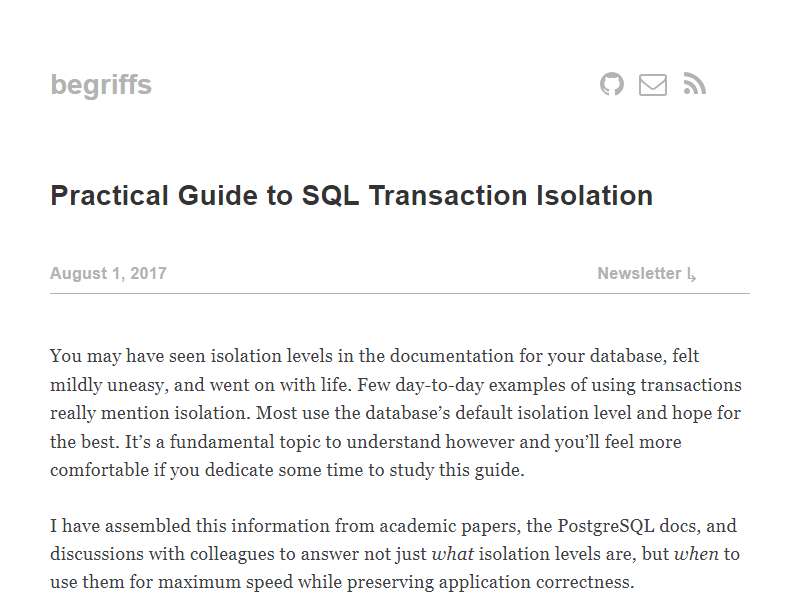 begriffs
Practical Guide to SQL Transaction Isolation
August 1, 2017
Newsletter ↳
You may have seen isolation levels in the documentation for your database, felt
mildly uneasy, and went on with life. Few day-to-day examples of using transactions
really mention isolation. Most use the database’s default isolation level and hope for
the best. It’s a fundamental topic to understand however and you’ll feel more
comfortable if you dedicate some time to study this guide.
I have assembled this information from academic papers, the PostgreSQL docs, and
discussions with colleagues to answer not just what isolation levels are, but when to
use them for maximum speed while preserving application correctness.